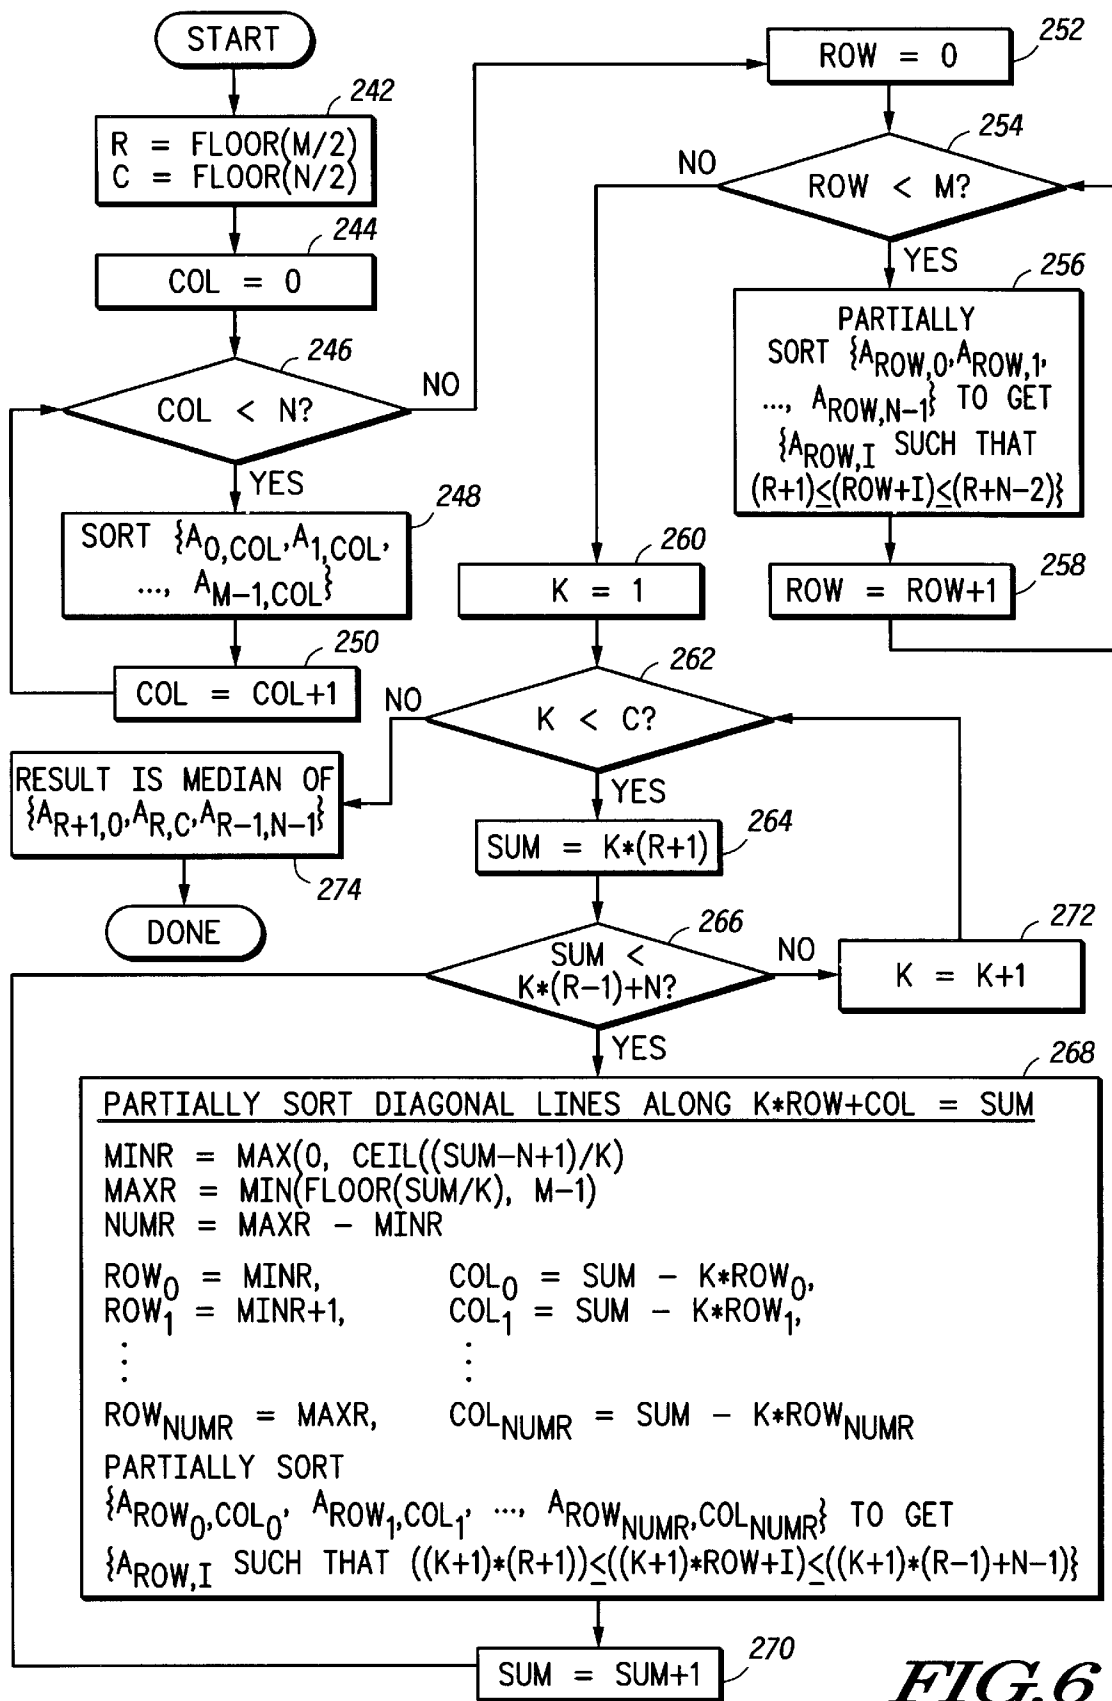 START
242
R = FLOOR(M/2)
C = FLOOR(N/2)
244
COL = 0
246
COL < N?
NO
YES
248
SORT {A0,COL,A1,COL,
..., AM-1,COL}
250
COL = COL+1
252
ROW = 0
254
ROW < M?
NO
YES
256
PARTIALLY
SORT {AROW,0,AROW,1,
..., AROW,N-1} TO GET
{AROW,I SUCH THAT
(R+1)≤(ROW+I)≤(R+N-2)}
258
ROW = ROW+1
260
K = 1
262
K < C?
NO
YES
RESULT IS MEDIAN OF
{AR+1,0,AR,C,AR-1,N-1}
274
DONE
264
SUM = K*(R+1)
266
SUM <
K*(R-1)+N?
NO
YES
272
K = K+1
268
PARTIALLY SORT DIAGONAL LINES ALONG K*ROW+COL = SUM
MINR = MAX(0, CEIL((SUM-N+1)/K)
MAXR = MIN(FLOOR(SUM/K), M-1)
NUMR = MAXR - MINR
ROW0 = MINR, COL0 = SUM - K*ROW0,
ROW1 = MINR+1, COL1 = SUM - K*ROW1,
⋮ ⋮
ROWNUMR = MAXR, COLNUMR = SUM - K*ROWNUMR
PARTIALLY SORT
{AROW0,COL0, AROW1,COL1, ..., AROWNUMR,COLNUMR} TO GET
{AROW,I SUCH THAT ((K+1)*(R+1))≤((K+1)*ROW+I)≤((K+1)*(R-1)+N-1)}
270
SUM = SUM+1
FIG.6